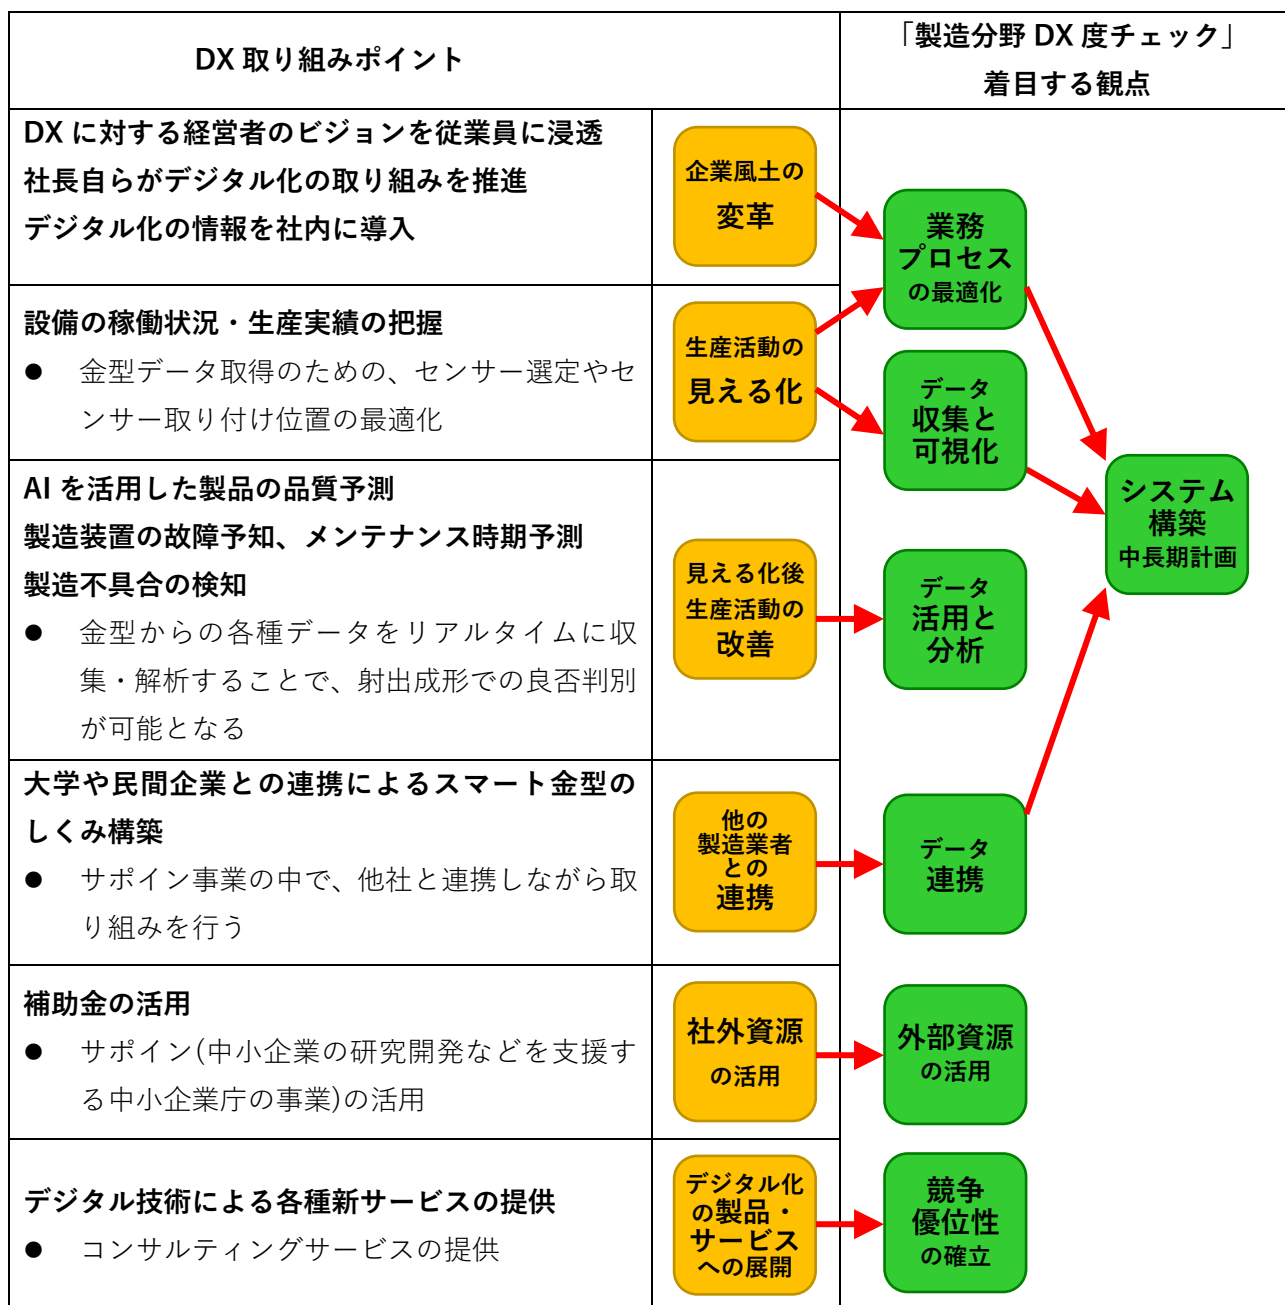 DX 取り組みポイント
「製造分野 DX 度チェック」
着目する観点
DX に対する経営者のビジョンを従業員に浸透
社長自らがデジタル化の取り組みを推進
デジタル化の情報を社内に導入
企業風土の
変革
業務
プロセス
の最適化
設備の稼働状況・生産実績の把握
● 金型データ取得のための、センサー選定やセ
ンサー取り付け位置の最適化
生産活動の
見える化
データ
収集と
可視化
システム
構築
中長期計画
AI を活用した製品の品質予測
製造装置の故障予知、メンテナンス時期予測
製造不具合の検知
● 金型からの各種データをリアルタイムに収
集・解析することで、射出成形での良否判別
が可能となる
見える化後
生産活動の
改善
データ
活用と
分析
大学や民間企業との連携によるスマート金型の
しくみ構築
● サポイン事業の中で、他社と連携しながら取
り組みを行う
他の
製造業者
との
連携
データ
連携
補助金の活用
● サポイン(中小企業の研究開発などを支援す
る中小企業庁の事業)の活用
社外資源
の活用
外部資源
の活用
デジタル技術による各種新サービスの提供
● コンサルティングサービスの提供
デジタル化
の製品・
サービス
への展開
競争
優位性
の確立